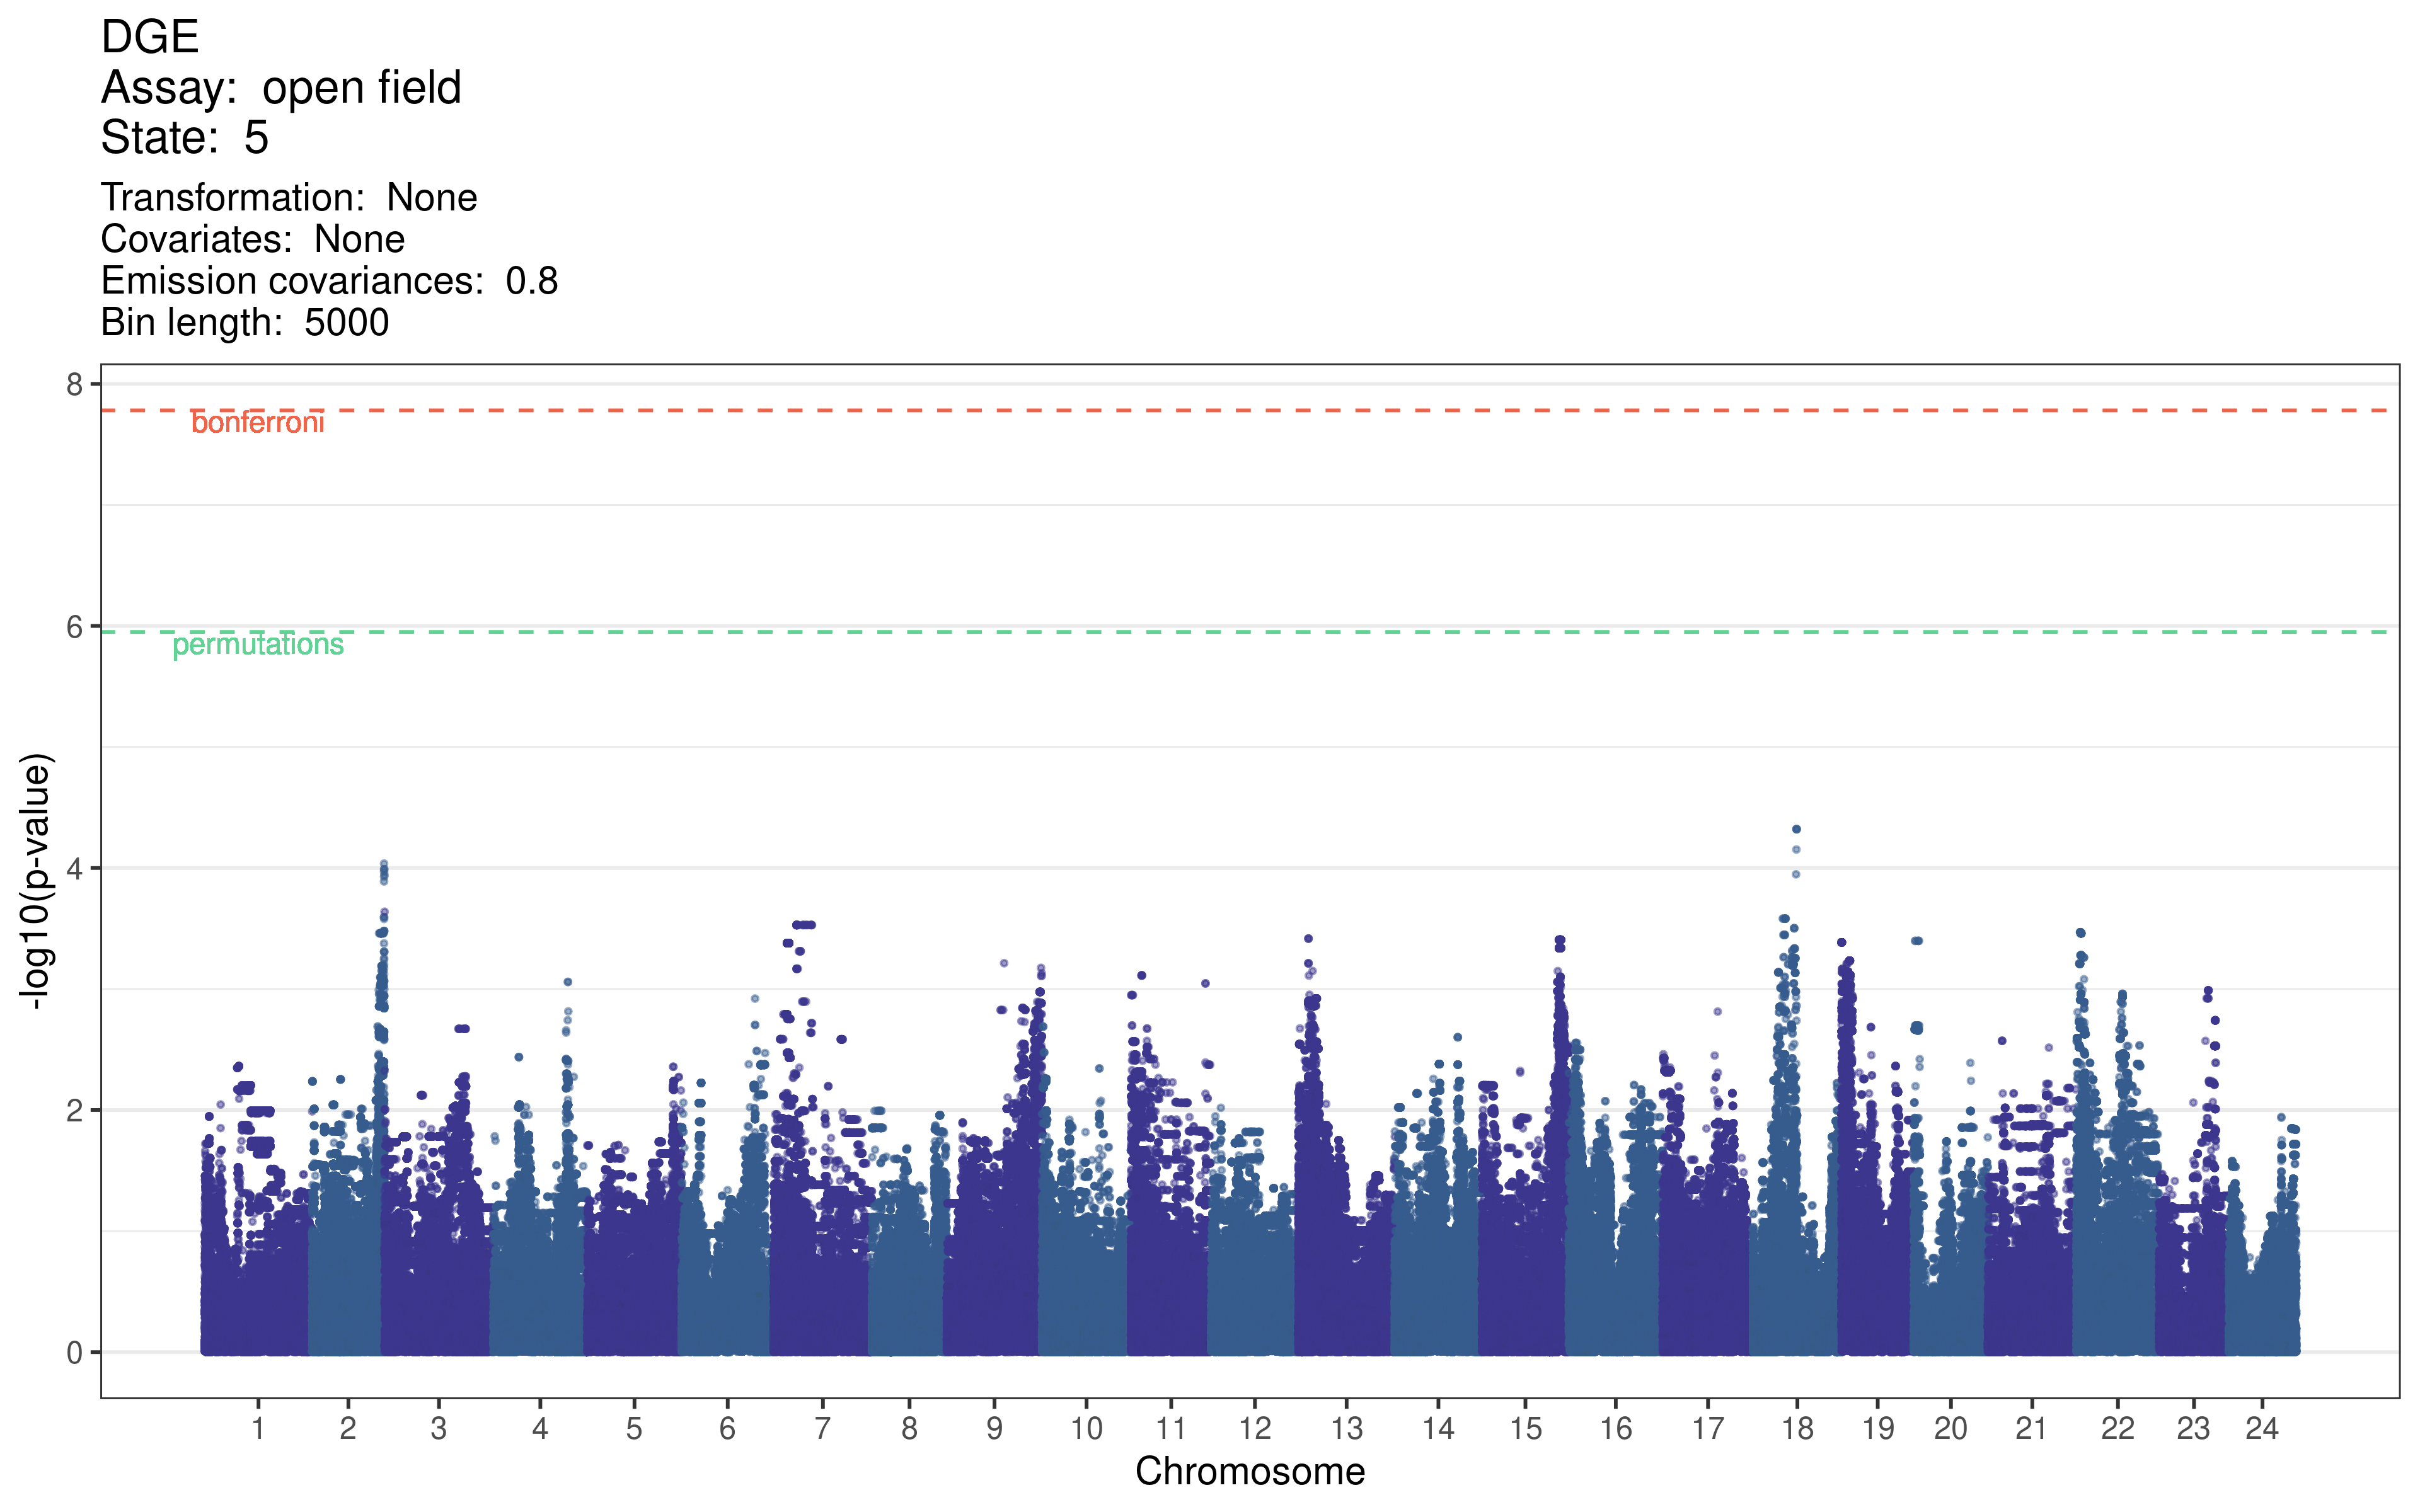 DGE
Assay:  open field
State:  5
Transformation:  None
Covariates:  None
Emission covariances:  0.8
Bin length:  5000
8
bonferroni
6
permutations
4
2
0
-log10(p-value)
1 2 3 4 5 6 7 8 9 10 11 12 13 14 15 16 17 18 19 20 21 22 23 24
Chromosome